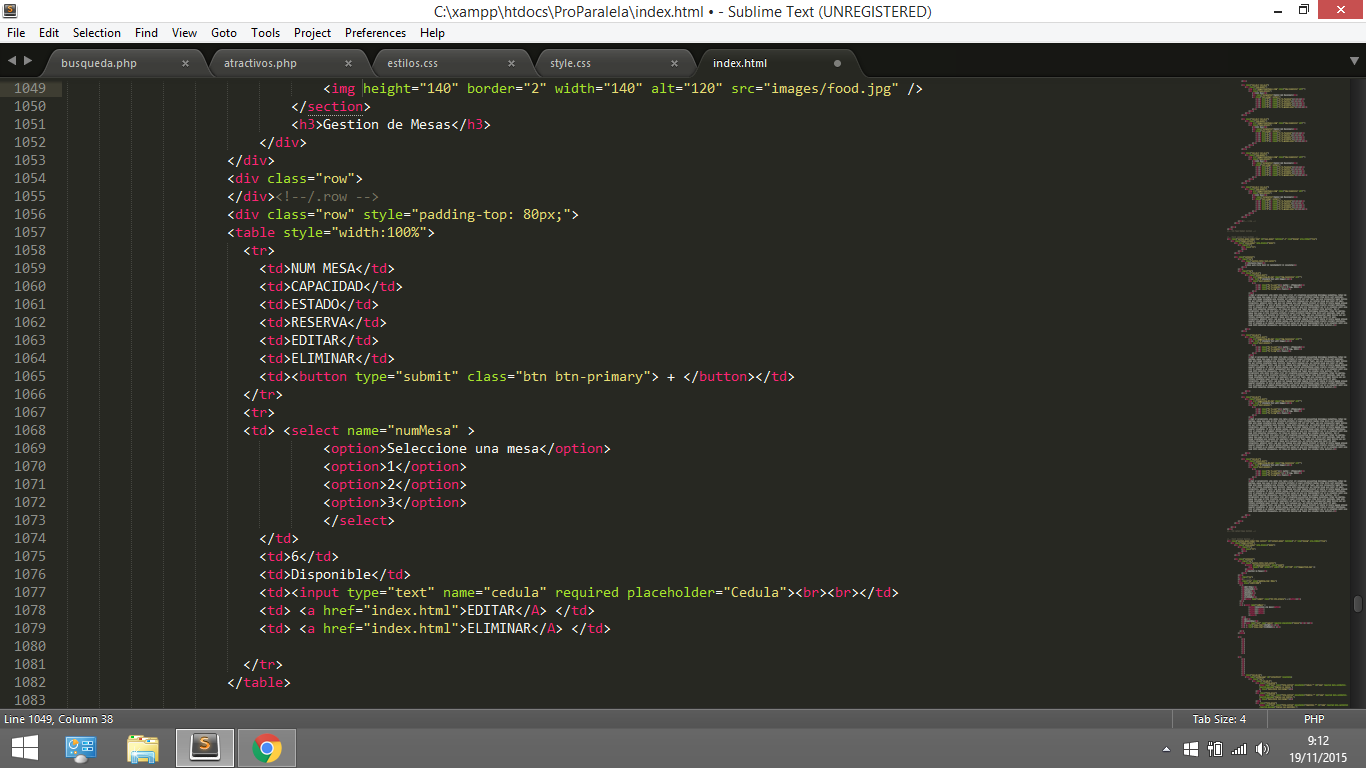 C:\xampp\htdocs\ProParalela\index.html • - Sublime Text (UNREGISTERED)
File Edit Selection Find View Goto Tools Project Preferences Help
busqueda.php × atractivos.php × estilos.css × style.css × index.html
1049 <img height="140" border="2" width="140" alt="120" src="images/food.jpg" />
1050 </section>
1051 <h3>Gestion de Mesas</h3>
1052 </div>
1053 </div>
1054 <div class="row">
1055 </div><!--/.row -->
1056 <div class="row" style="padding-top: 80px;">
1057 <table style="width:100%">
1058 <tr>
1059 <td>NUM MESA</td>
1060 <td>CAPACIDAD</td>
1061 <td>ESTADO</td>
1062 <td>RESERVA</td>
1063 <td>EDITAR</td>
1064 <td>ELIMINAR</td>
1065 <td><button type="submit" class="btn btn-primary"> + </button></td>
1066 </tr>
1067 <tr>
1068 <td> <select name="numMesa" >
1069 <option>Seleccione una mesa</option>
1070 <option>1</option>
1071 <option>2</option>
1072 <option>3</option>
1073 </select>
1074 </td>
1075 <td>6</td>
1076 <td>Disponible</td>
1077 <td><input type="text" name="cedula" required placeholder="Cedula"><br><br></td>
1078 <td> <a href="index.html">EDITAR</A> </td>
1079 <td> <a href="index.html">ELIMINAR</A> </td>
1080
1081 </tr>
1082 </table>
1083
Line 1049, Column 38 Tab Size: 4 PHP
9:12
19/11/2015